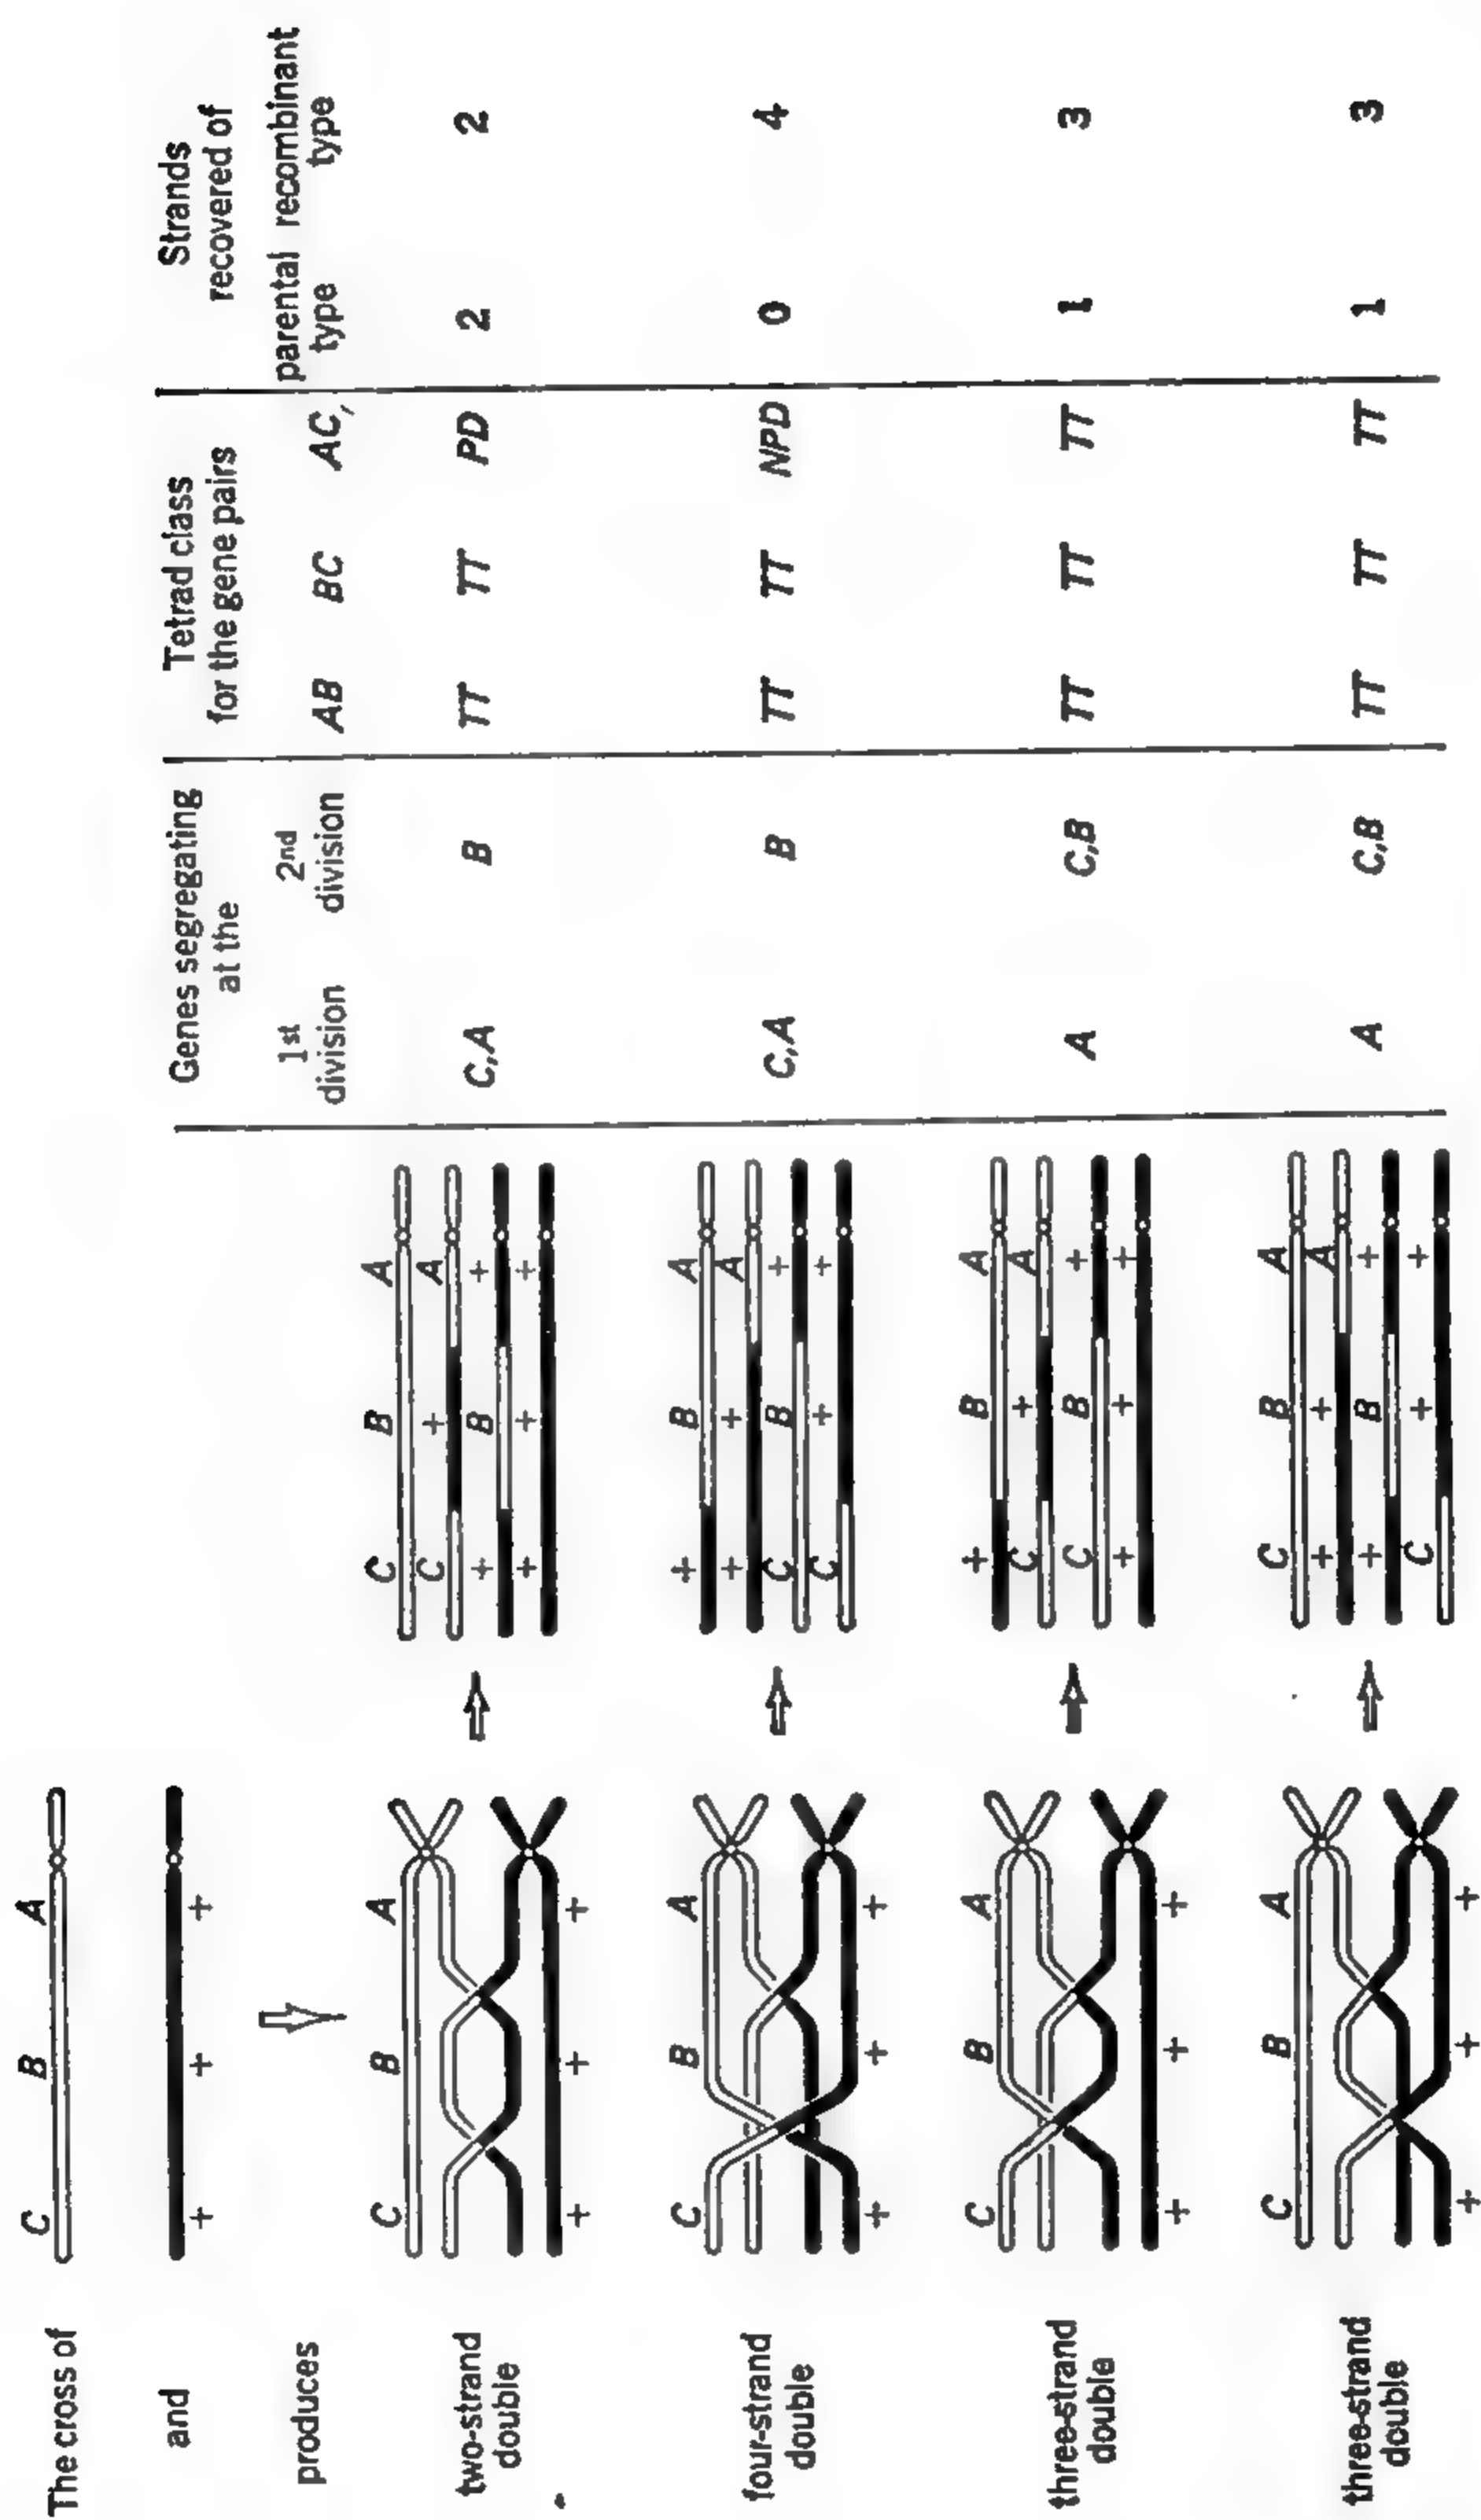 The cross of
C B A
and
+ + +
produces
Genes segregating
at the
1st
division
2nd
division
Tetrad class
for the gene pairs
AB BC AC,
Strands
recovered of
parental recombinant
type type
two-strand
double
C B A
+ + +
C B A
C + A
+ B +
+ + +
C,A B TT TT PD 2 2
four-strand
double
C B A
+ + +
+ B A
+ + A
C B +
C + +
C,A B TT TT NPD 0 4
three-strand
double
C B A
+ + +
+ B A
C + A
C B +
+ + +
A C,B TT TT TT 1 3
three-strand
double
C B A
+ + +
C B A
+ + A
+ B +
C + +
A C,B TT TT TT 1 3